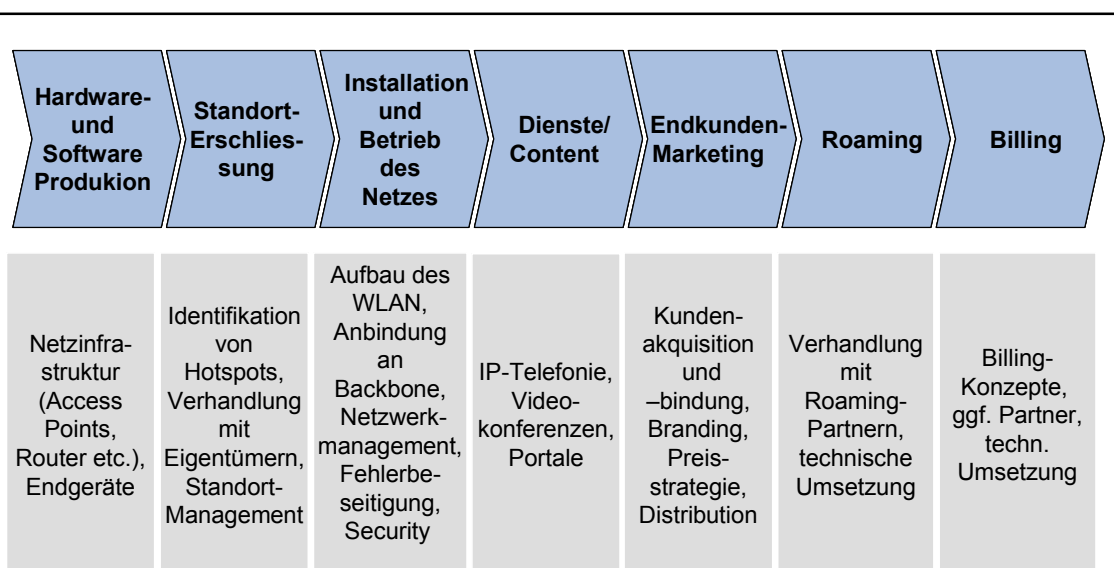 Hardware-
und
Software
Produkion
Standort-
Erschlies-
sung
Installation
und
Betrieb
des
Netzes
Dienste/
Content
Endkunden-
Marketing
Roaming
Billing
Netzinfra-
struktur
(Access
Points,
Router etc.),
Endgeräte
Identifikation
von
Hotspots,
Verhandlung
mit
Eigentümern,
Standort-
Management
Aufbau des
WLAN,
Anbindung
an
Backbone,
Netzwerk-
management,
Fehlerbe-
seitigung,
Security
IP-Telefonie,
Video-
konferenzen,
Portale
Kunden-
akquisition
und
–bindung,
Branding,
Preis-
strategie,
Distribution
Verhandlung
mit
Roaming-
Partnern,
technische
Umsetzung
Billing-
Konzepte,
ggf. Partner,
techn.
Umsetzung